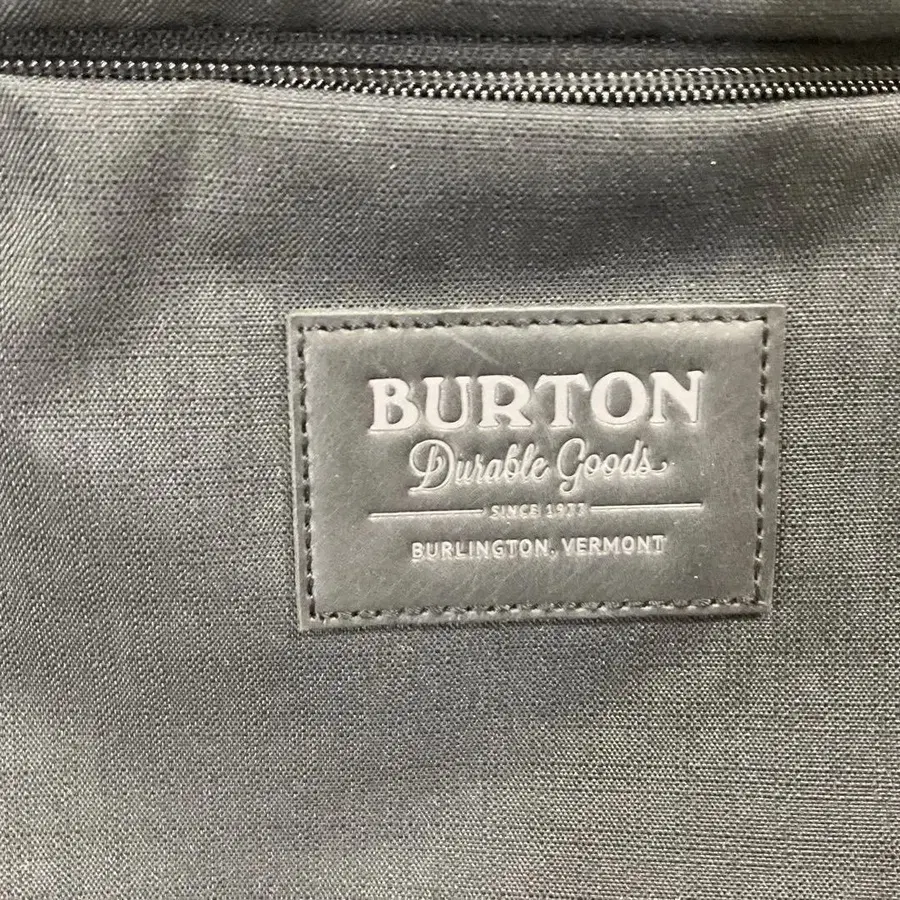 BURTON
Durable Goods
SINCE 1977
BURLINGTON, VERMONT